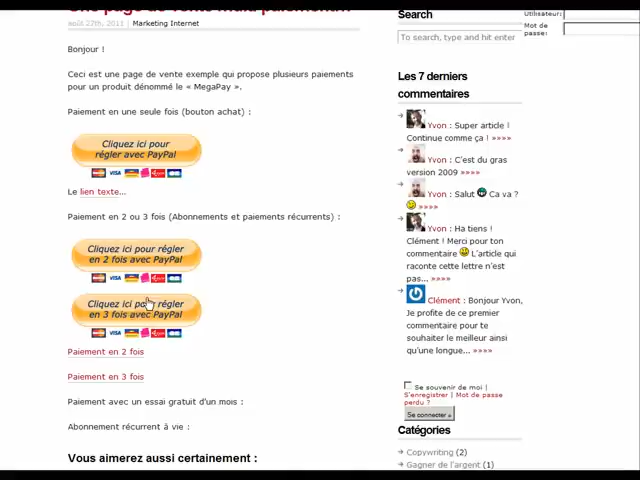 Une page de vente multi-paiement…
août 27th, 2011 | Marketing Internet
Bonjour !
Ceci est une page de vente exemple qui propose plusieurs paiements
pour un produit dénommé le « MegaPay ».
Paiement en une seule fois (bouton achat) :
Cliquez ici pour
régler avec PayPal
VISA
Le lien texte...
Paiement en 2 ou 3 fois (Abonnements et paiements récurrents) :
Cliquez ici pour régler
en 2 fois avec PayPal
VISA
Cliquez ici pour régler
en 3 fois avec PayPal
VISA
Paiement en 2 fois
Paiement en 3 fois
Paiement avec un essai gratuit d'un mois :
Abonnement récurrent à vie :
Vous aimerez aussi certainement :
Utilisateur:
Mot de
passe:
Search
To search, type and hit enter
Les 7 derniers
commentaires
Yvon : Super article !
Continue comme ça ! »»»»
Yvon : C'est du gras
version 2009 »»»»
Yvon : Salut Ca va ?
»»»»
Yvon : Ha tiens !
Clément ! Merci pour ton
commentaire L'article qui
raconte cette lettre n'est
pas... »»»»
Clément : Bonjour Yvon,
Je profite de ce premier
commentaire pour te
souhaiter le meilleur ainsi
qu'une longue... »»»»
Se souvenir de moi |
S'enregistrer | Mot de passe
perdu ?
Se connecter »
Catégories
Copywriting (2)
Gagner de l'argent (1)